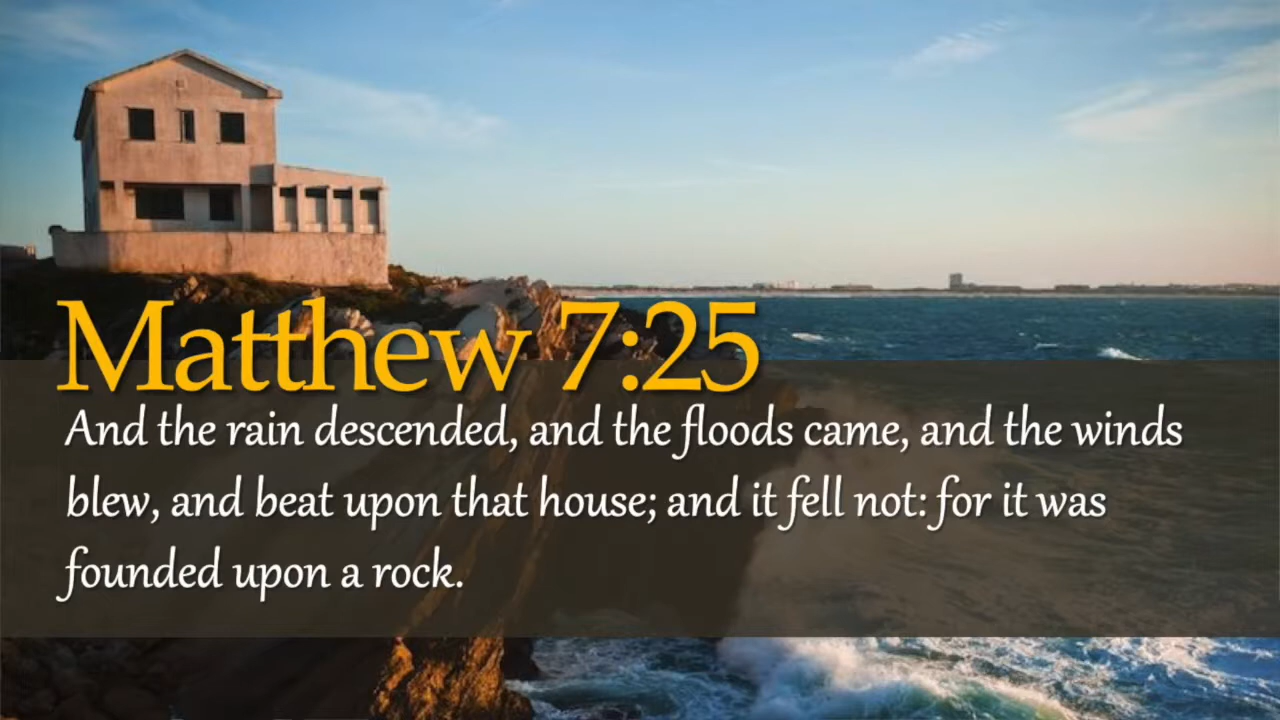 Matthew 7:25
And the rain descended, and the floods came, and the winds
blew, and beat upon that house; and it fell not: for it was
founded upon a rock.